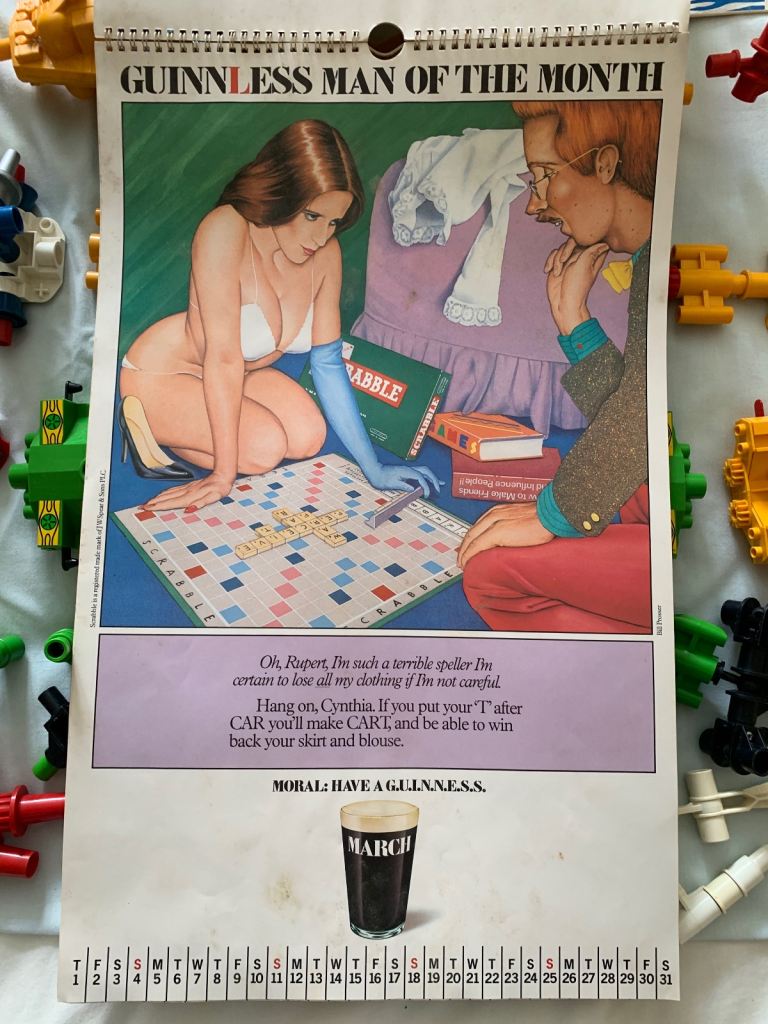 GUINNLESS MAN OF THE MONTH
RABBLE
SCRABBLE
AMES
w to Make Friends
nd Influence People!!
SCRABBLE
CRABBLE
Scrabble is a registered trade mark of J.W.Spear & Sons PLC
Bill Prosser
Oh, Rupert, I'm such a terrible speller I'm
certain to lose all my clothing if I'm not careful.
Hang on, Cynthia. If you put your 'T' after
CAR you'll make CART, and be able to win
back your skirt and blouse.
MORAL: HAVE A G.U.I.N.N.E.S.S.
MARCH
T F S S M T W T F S S M T W T F S S M T W T F S S M T W T F S
1 2 3 4 5 6 7 8 9 10 11 12 13 14 15 16 17 18 19 20 21 22 23 24 25 26 27 28 29 30 31